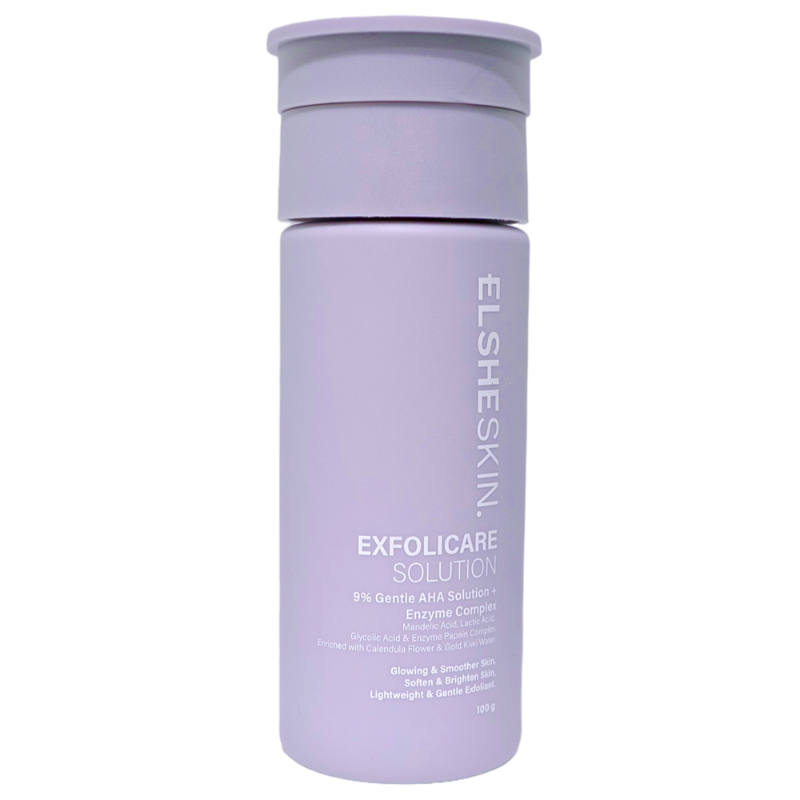 ELSHESKIN.
EXFOLICARE
SOLUTION
9% Gentle AHA Solution +
Enzyme Complex
Mandelic Acid, Lactic Acid,
Glycolic Acid & Enzyme Papain Complex
Enriched with Calendula Flower & Gold Kiwi Water
Glowing & Smoother Skin,
Soften & Brighten Skin,
Lightweight & Gentle Exfoliant.
100 g